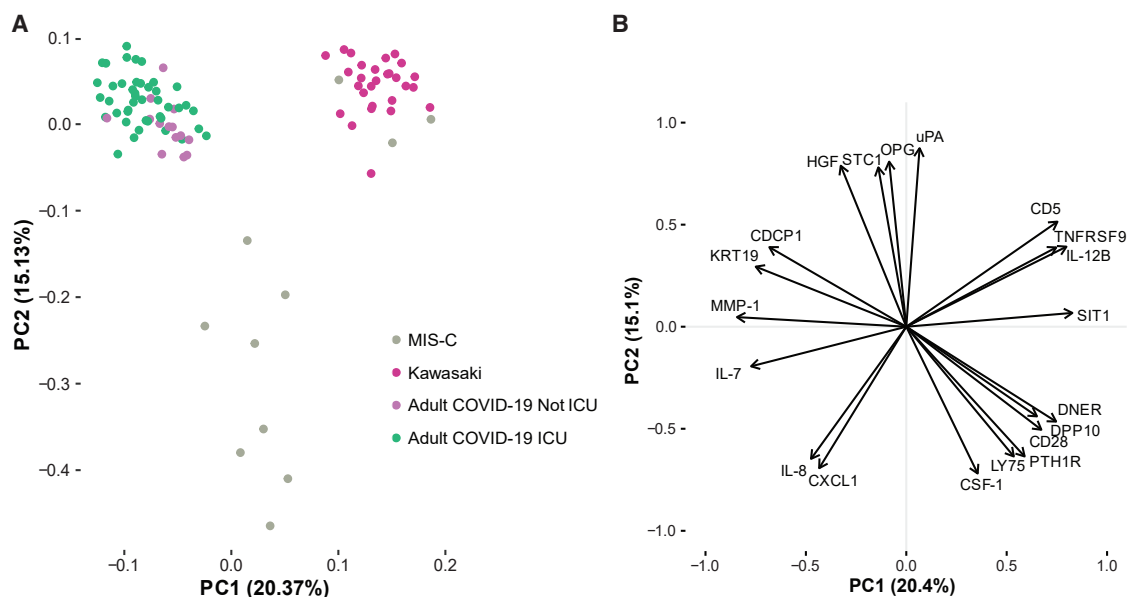 A
0.1
0.0
−0.1
−0.2
−0.3
−0.4
PC2 (15.13%)
−0.1
0.0
0.1
0.2
PC1 (20.37%)
MIS-C
Kawasaki
Adult COVID-19 Not ICU
Adult COVID-19 ICU
B
1.0
0.5
0.0
−0.5
−1.0
PC2 (15.1%)
−1.0
−0.5
0.0
0.5
1.0
PC1 (20.4%)
uPA
OPG
STC1
HGF
CD5
TNFRSF9
IL-12B
CDCP1
KRT19
MMP-1
SIT1
IL-7
DNER
DPP10
CD28
PTH1R
LY75
CSF-1
IL-8
CXCL1